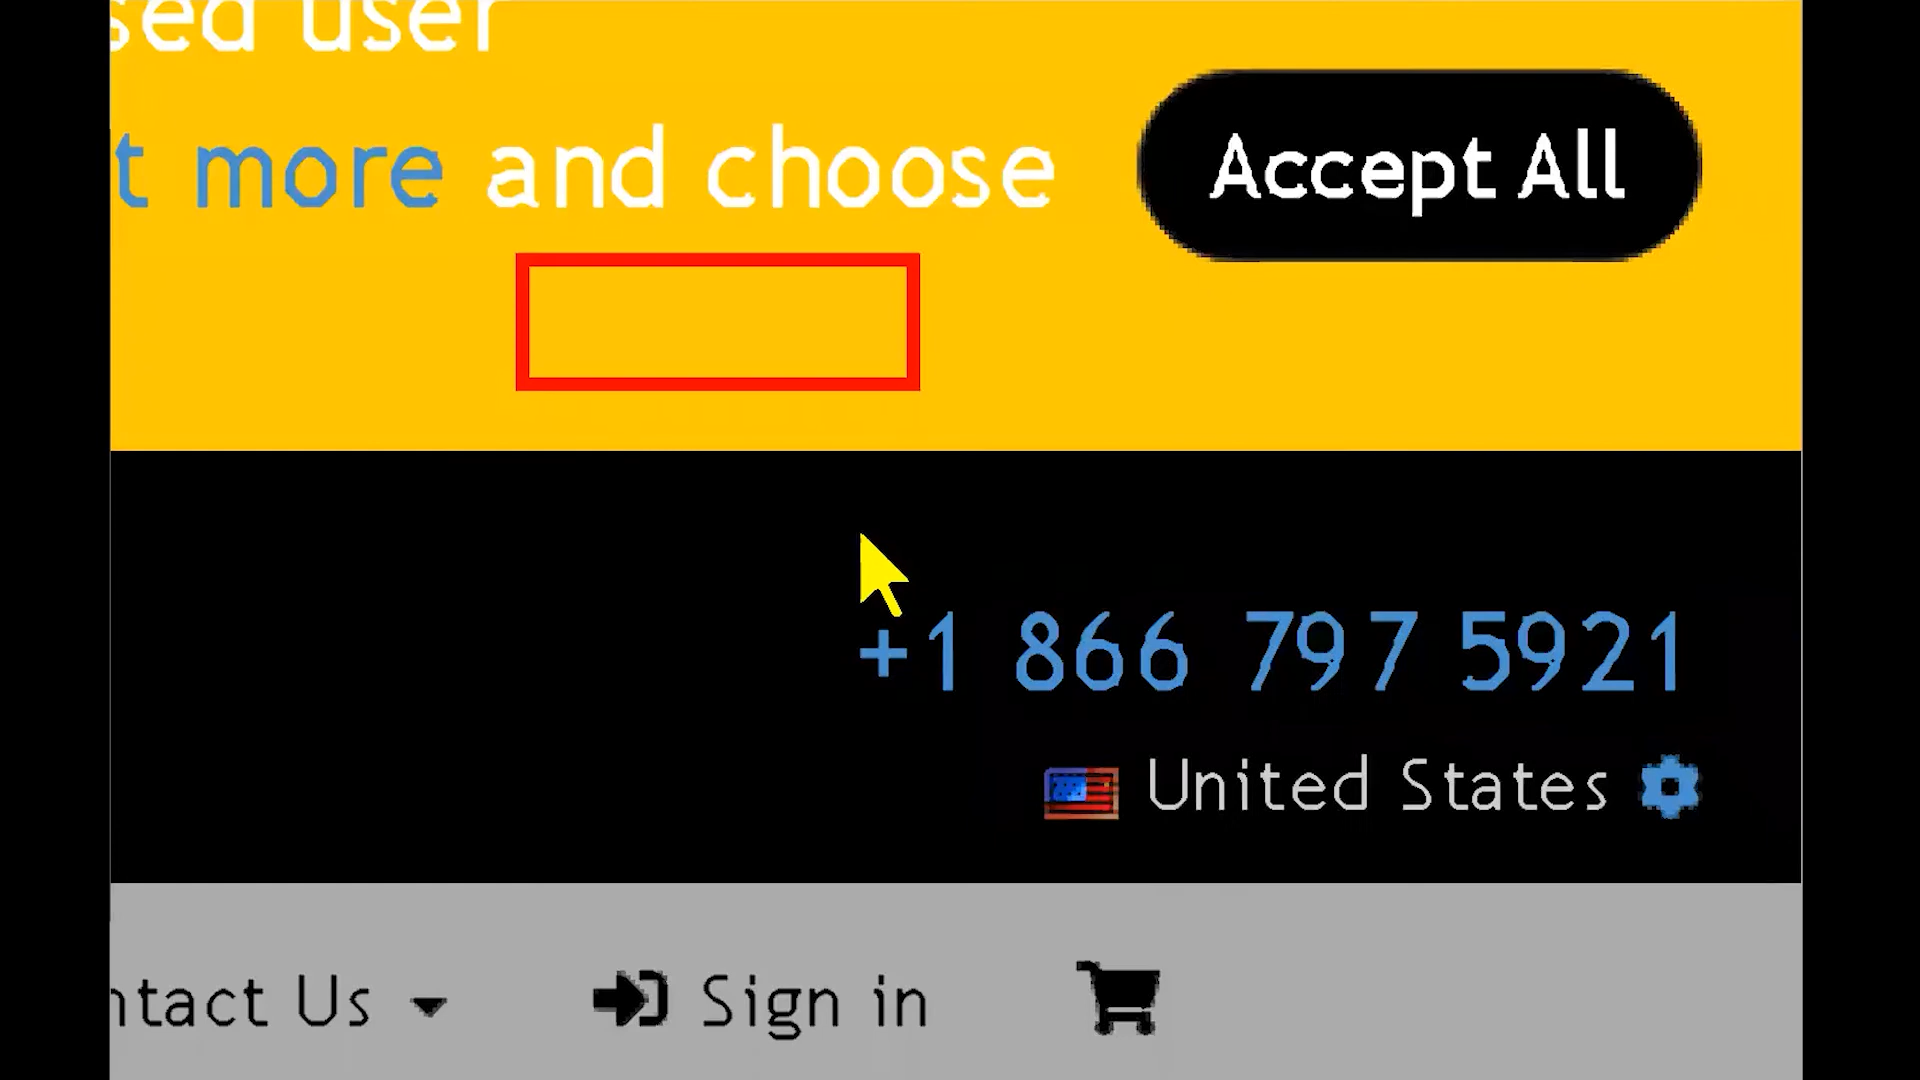 sed user
t more and choose
Accept All
+1 866 797 5921
United States
ntact Us
Sign in